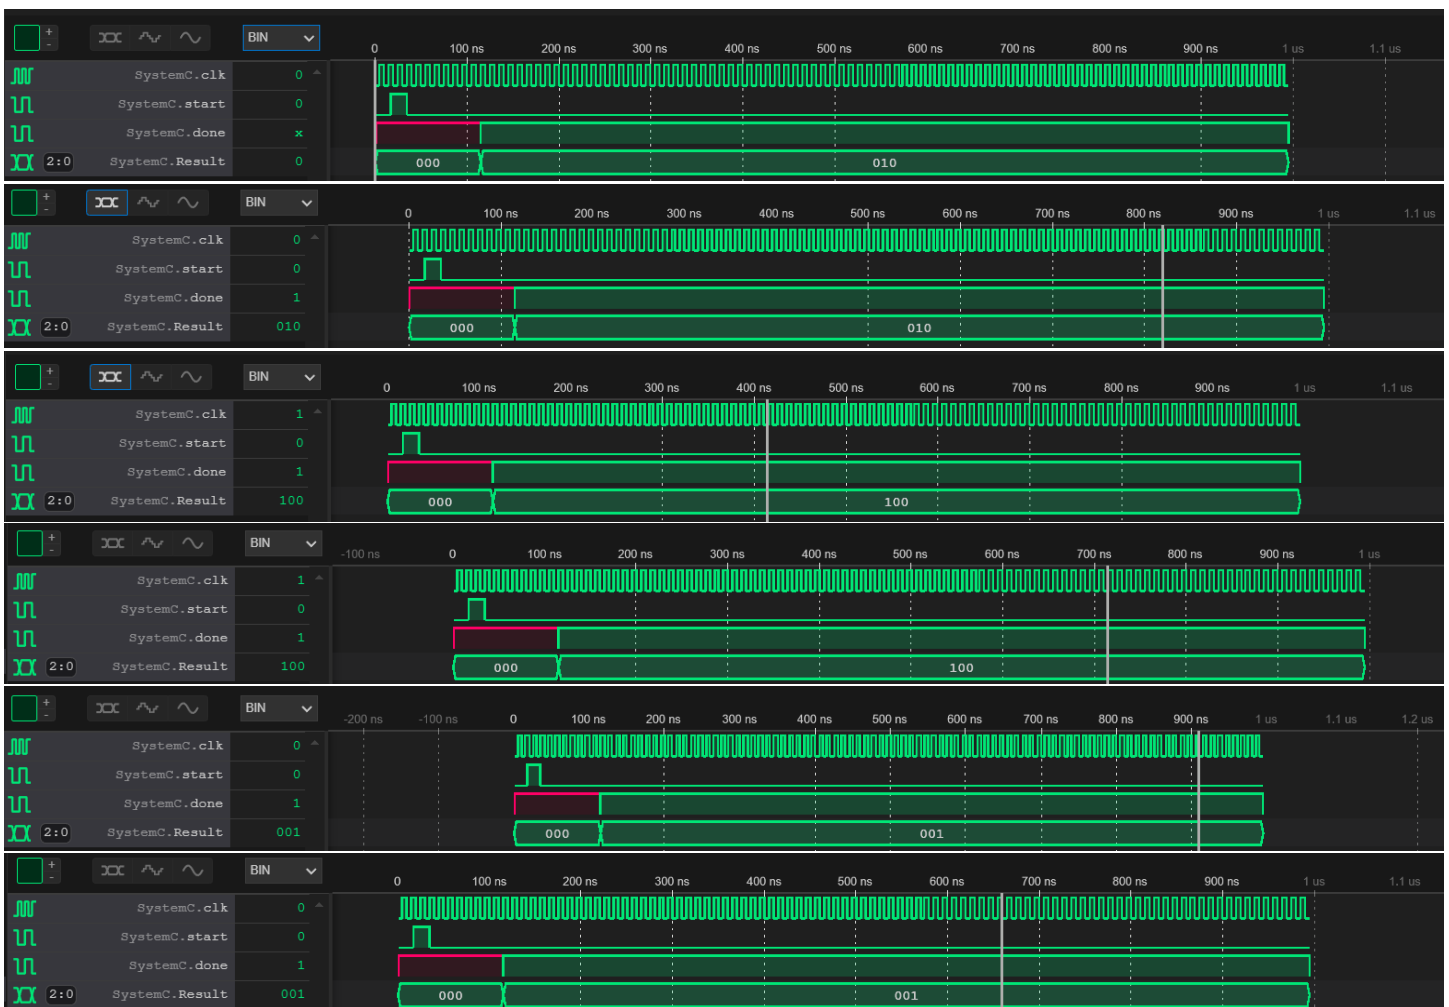 + - BIN 0 100 ns 200 ns 300 ns 400 ns 500 ns 600 ns 700 ns 800 ns 900 ns 1 us 1.1 us
SystemC.clk 0
SystemC.start 0
SystemC.done x
2:0 SystemC.Result 0 000 010
+ - BIN 0 100 ns 200 ns 300 ns 400 ns 500 ns 600 ns 700 ns 800 ns 900 ns 1 us 1.1 us
SystemC.clk 0
SystemC.start 0
SystemC.done 1
2:0 SystemC.Result 010 000 010
+ - BIN 0 100 ns 200 ns 300 ns 400 ns 500 ns 600 ns 700 ns 800 ns 900 ns 1 us 1.1 us
SystemC.clk 1
SystemC.start 0
SystemC.done 1
2:0 SystemC.Result 100 000 100
+ - BIN -100 ns 0 100 ns 200 ns 300 ns 400 ns 500 ns 600 ns 700 ns 800 ns 900 ns 1 us
SystemC.clk 1
SystemC.start 0
SystemC.done 1
2:0 SystemC.Result 100 000 100
+ - BIN -200 ns -100 ns 0 100 ns 200 ns 300 ns 400 ns 500 ns 600 ns 700 ns 800 ns 900 ns 1 us 1.1 us 1.2 us
SystemC.clk 0
SystemC.start 0
SystemC.done 1
2:0 SystemC.Result 001 000 001
+ - BIN 0 100 ns 200 ns 300 ns 400 ns 500 ns 600 ns 700 ns 800 ns 900 ns 1 us 1.1 us
SystemC.clk 0
SystemC.start 0
SystemC.done 1
2:0 SystemC.Result 001 000 001